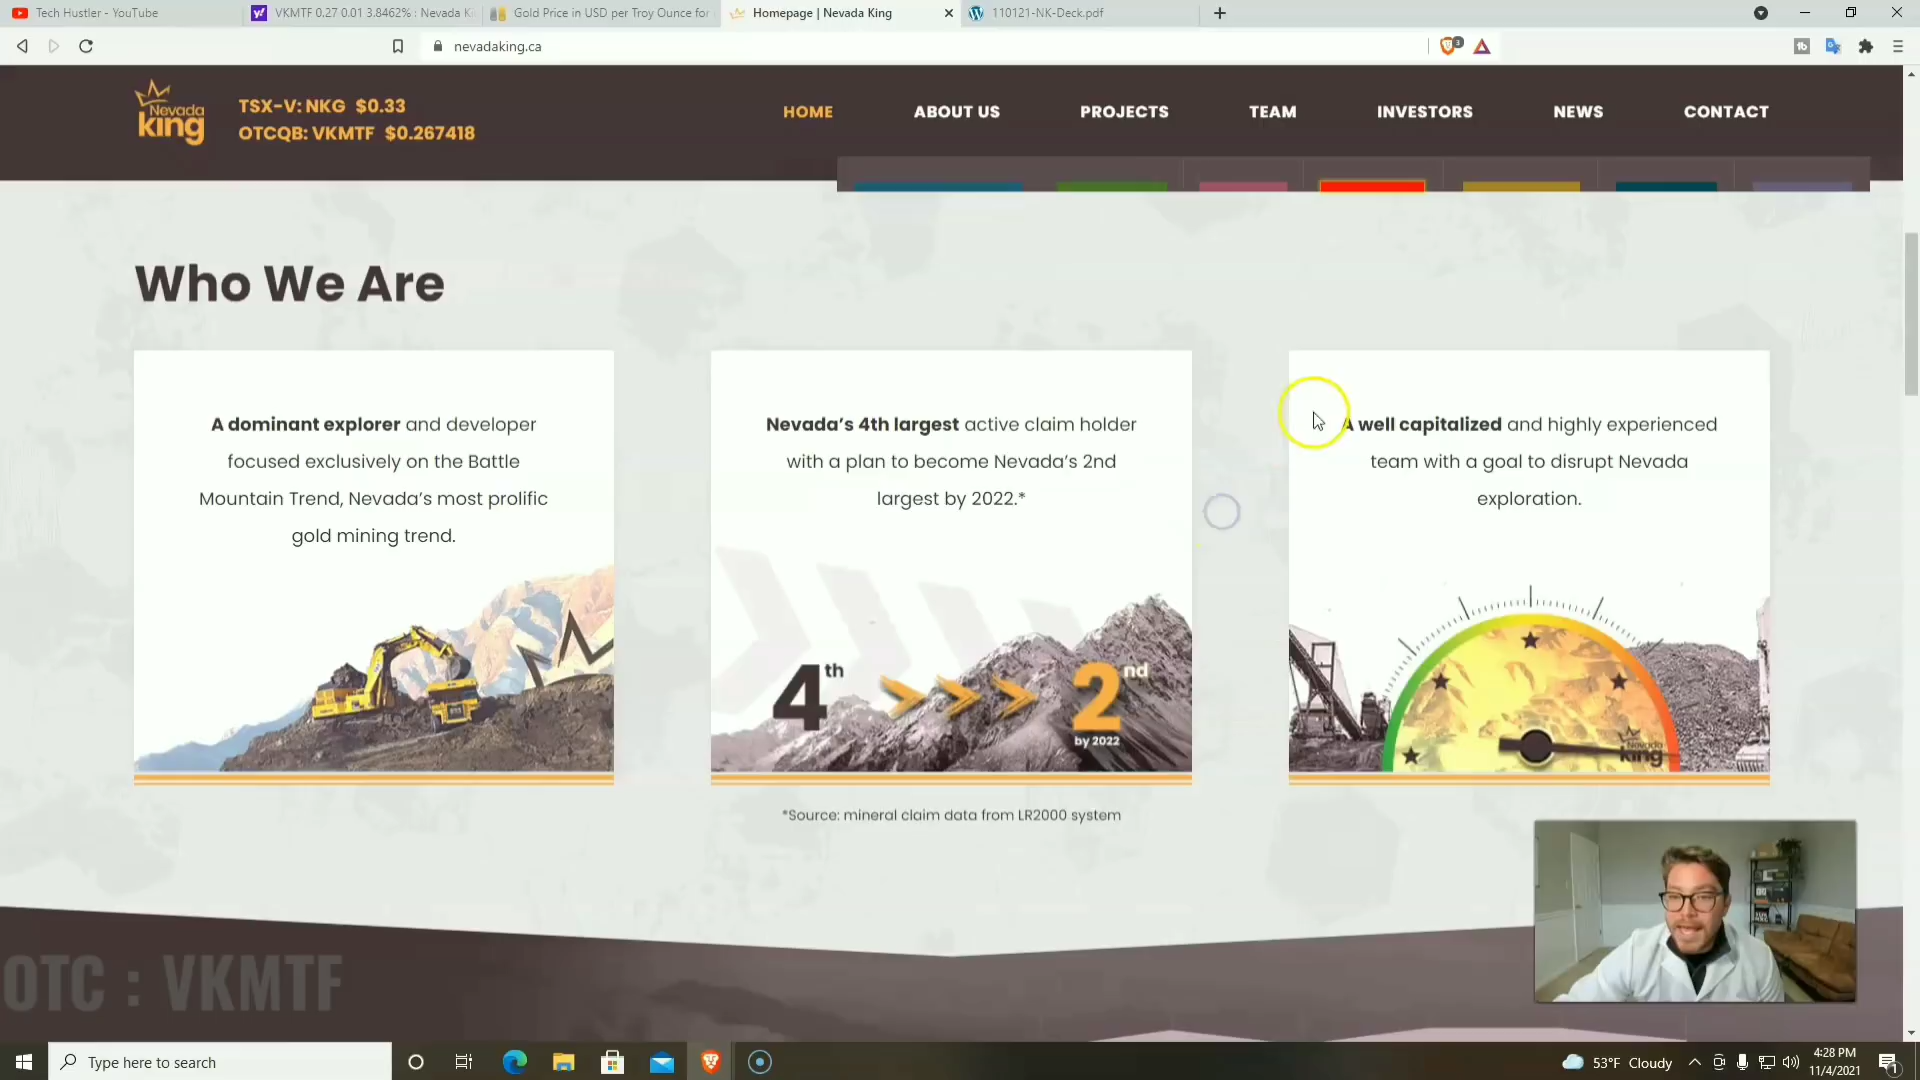 Tech Hustler - YouTube
VKMTF 0.27 0.01 3.8462% : Nevada Ki
Gold Price in USD per Troy Ounce for
Homepage | Nevada King
110121-NK-Deck.pdf
nevadaking.ca
3
Nevada king
TSX-V: NKG $0.33
OTCQB: VKMTF $0.267418
HOME
ABOUT US
PROJECTS
TEAM
INVESTORS
NEWS
CONTACT
Who We Are
A dominant explorer and developer
focused exclusively on the Battle
Mountain Trend, Nevada's most prolific
gold mining trend.
Nevada's 4th largest active claim holder
with a plan to become Nevada's 2nd
largest by 2022.*
4th
2nd
by 2022
A well capitalized and highly experienced
team with a goal to disrupt Nevada
exploration.
Nevada king
*Source: mineral claim data from LR2000 system
OTC : VKMTF
Type here to search
53°F Cloudy
4:28 PM
11/4/2021
1